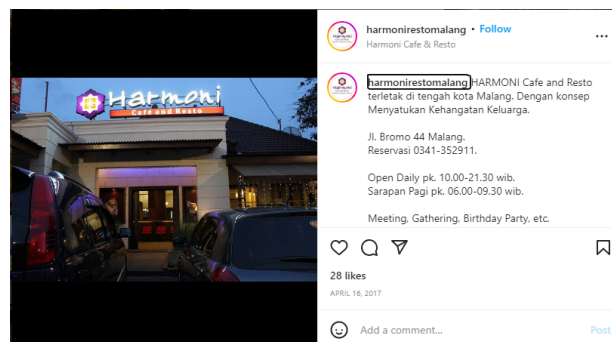 Harmoni
Café and Resto
harmonirestomalang • Follow
Harmoni Cafe & Resto
harmonirestomalang HARMONI Cafe and Resto
terletak di tengah kota Malang. Dengan konsep
Menyatukan Kehangatan Keluarga.
Jl. Bromo 44 Malang.
Reservasi 0341-352911.
Open Daily pk. 10.00-21.30 wib.
Sarapan Pagi pk. 06.00-09.30 wib.
Meeting, Gathering, Birthday Party, etc.
28 likes
APRIL 16, 2017
Add a comment...
Post